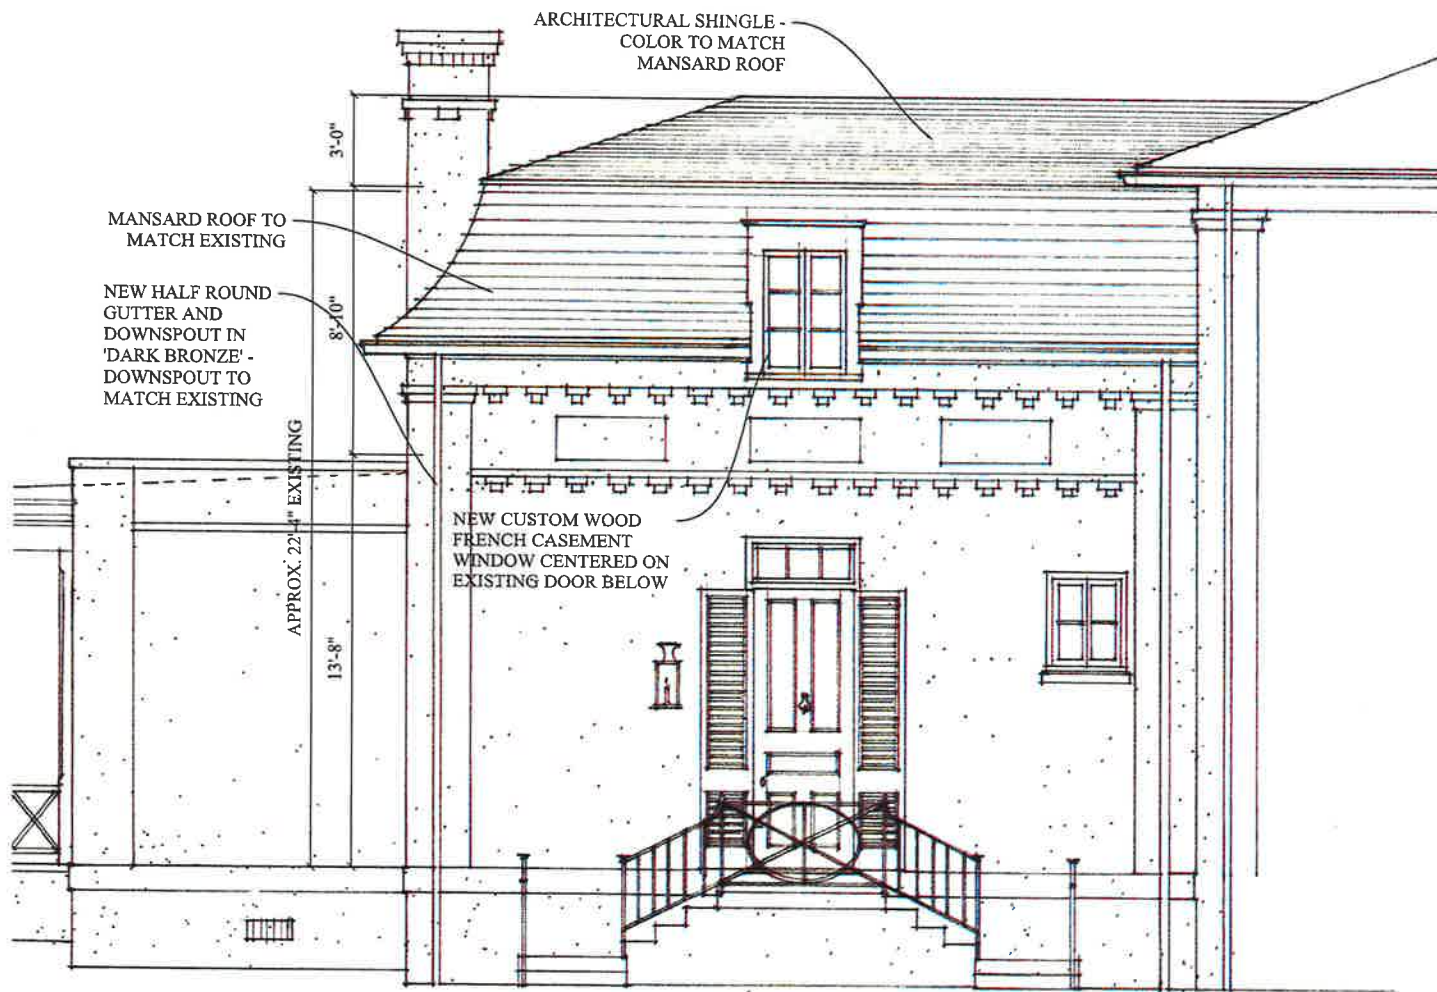 ARCHITECTURAL SHINGLE -
COLOR TO MATCH
MANSARD ROOF
3'-0"
MANSARD ROOF TO
MATCH EXISTING
NEW HALF ROUND
GUTTER AND
DOWNSPOUT IN
'DARK BRONZE' -
DOWNSPOUT TO
MATCH EXISTING
8'-10"
APPROX. 22'-4" EXISTING
NEW CUSTOM WOOD
FRENCH CASEMENT
WINDOW CENTERED ON
EXISTING DOOR BELOW
13'-8"